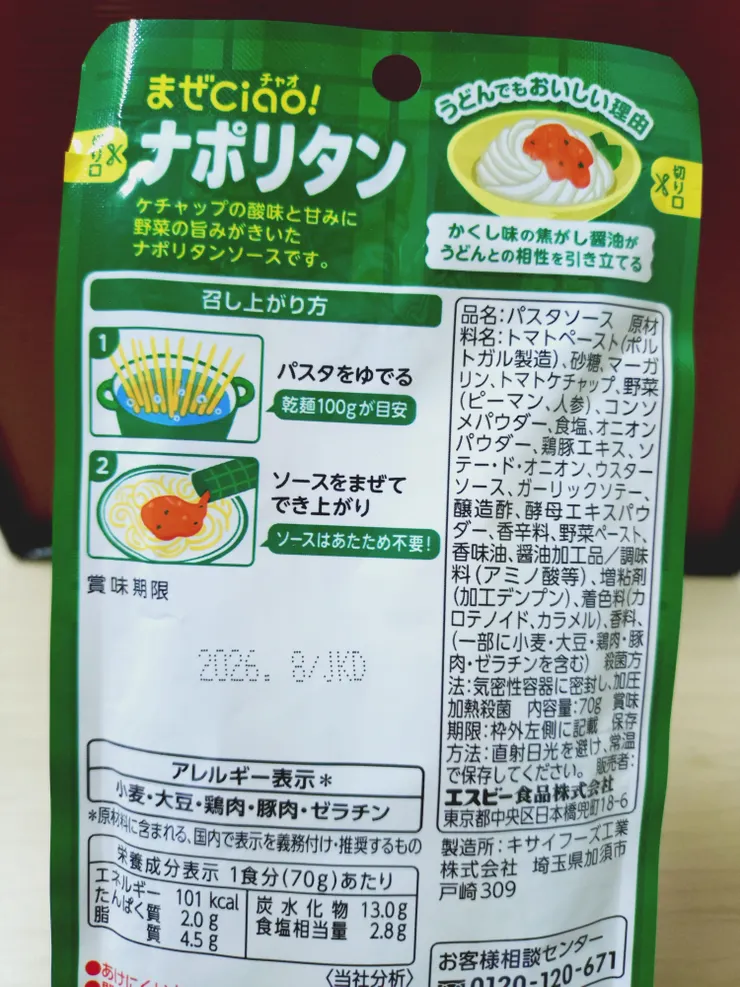 チャオ
まぜciao!
ナポリタン
切り口
ケチャップの酸味と甘みに
野菜の旨みがきいた
ナポリタンソースです。
うどんでもおいしい理由
切り口
かくし味の焦がし醤油が
うどんとの相性を引き立てる
召し上がり方
1
パスタをゆでる
乾麺100gが目安
2
ソースをまぜて
でき上がり
ソースはあたため不要!
賞味期限
2026. 8/JKD
アレルギー表示*
小麦・大豆・鶏肉・豚肉・ゼラチン
*原材料に含まれる、国内で表示を義務付け・推奨するもの
栄養成分表示 1食分(70g)あたり
エネルギー 101 kcal
たんぱく質 2.0g
脂質 4.5g
炭水化物 13.0g
食塩相当量 2.8g
〈当社分析〉
品名:パスタソース 原材
料名:トマトペースト(ポル
トガル製造)、砂糖、マーガ
リン、トマトケチャップ、野菜
(ピーマン、人参)、コンソ
メパウダー、食塩、オニオン
パウダー、鶏豚エキス、ソ
テー・ド・オニオン、ウスター
ソース、ガーリックソテー、
醸造酢、酵母エキスパウ
ダー、香辛料、野菜ペースト、
香味油、醤油加工品/調味
料(アミノ酸等)、増粘剤
(加工デンプン)、着色料(カ
ロテノイド、カラメル)、香料、
(一部に小麦・大豆・鶏肉・豚
肉・ゼラチンを含む) 殺菌方
法:気密性容器に密封し、加圧
加熱殺菌 内容量:70g 賞味
期限:枠外左側に記載 保存
方法:直射日光を避け、常温
で保存してください。 販売者:
エスビー食品株式会社
東京都中央区日本橋兜町18-6
製造所:キサイフーズ工業
株式会社 埼玉県加須市
戸崎309
お客様相談センター
0120-120-671